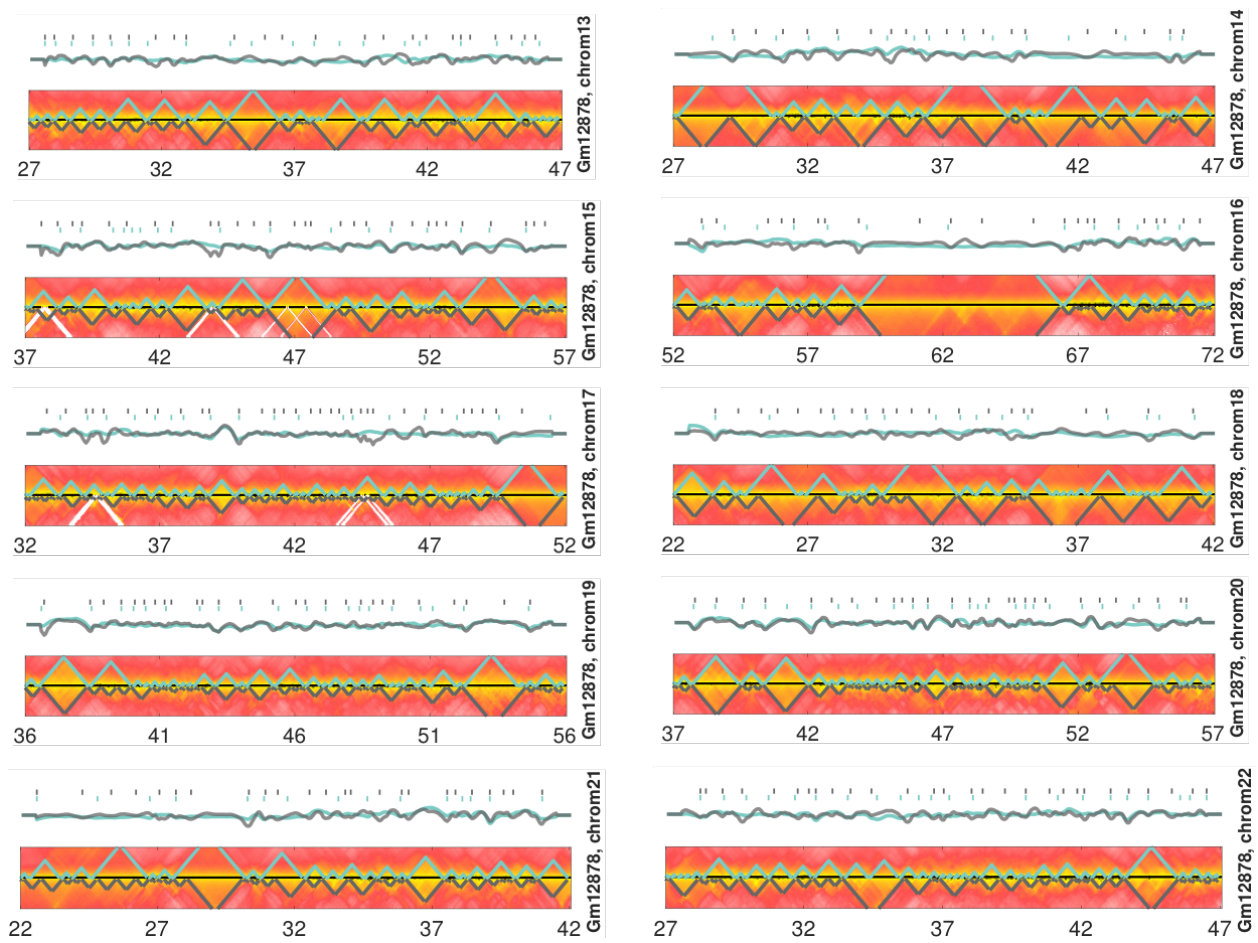 Gm12878, chrom13
27 32 37 42 47
Gm12878, chrom14
27 32 37 42 47
Gm12878, chrom15
37 42 47 52 57
Gm12878, chrom16
52 57 62 67 72
Gm12878, chrom17
32 37 42 47 52
Gm12878, chrom18
22 27 32 37 42
Gm12878, chrom19
36 41 46 51 56
Gm12878, chrom20
37 42 47 52 57
Gm12878, chrom21
22 27 32 37 42
Gm12878, chrom22
27 32 37 42 47